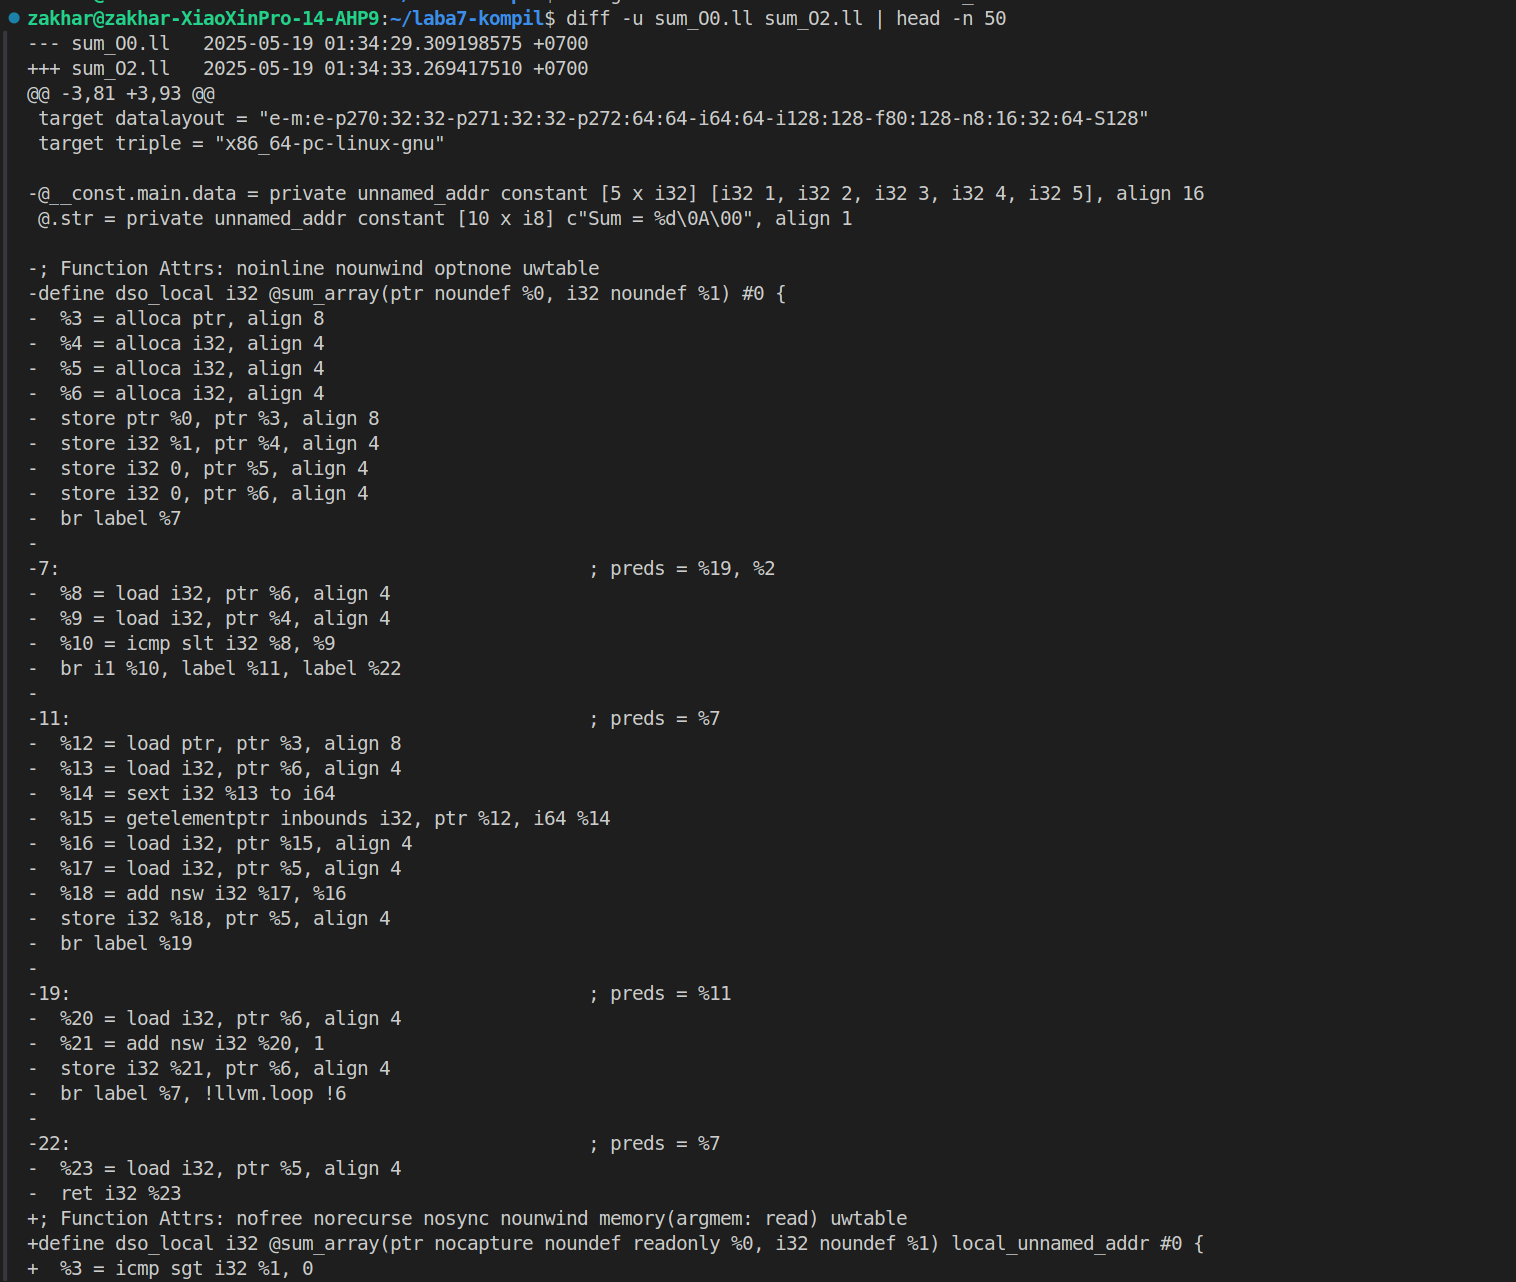 zakhar@zakhar-XiaoXinPro-14-AHP9:~/laba7-kompil$ diff -u sum_O0.ll sum_O2.ll | head -n 50
--- sum_O0.ll   2025-05-19 01:34:29.309198575 +0700
+++ sum_O2.ll   2025-05-19 01:34:33.269417510 +0700
@@ -3,81 +3,93 @@
 target datalayout = "e-m:e-p270:32:32-p271:32:32-p272:64:64-i64:64-i128:128-f80:128-n8:16:32:64-S128"
 target triple = "x86_64-pc-linux-gnu"

-@__const.main.data = private unnamed_addr constant [5 x i32] [i32 1, i32 2, i32 3, i32 4, i32 5], align 16
 @.str = private unnamed_addr constant [10 x i8] c"Sum = %d\0A\00", align 1

-; Function Attrs: noinline nounwind optnone uwtable
-define dso_local i32 @sum_array(ptr noundef %0, i32 noundef %1) #0 {
-  %3 = alloca ptr, align 8
-  %4 = alloca i32, align 4
-  %5 = alloca i32, align 4
-  %6 = alloca i32, align 4
-  store ptr %0, ptr %3, align 8
-  store i32 %1, ptr %4, align 4
-  store i32 0, ptr %5, align 4
-  store i32 0, ptr %6, align 4
-  br label %7
-
-7:                                                ; preds = %19, %2
-  %8 = load i32, ptr %6, align 4
-  %9 = load i32, ptr %4, align 4
-  %10 = icmp slt i32 %8, %9
-  br i1 %10, label %11, label %22
-
-11:                                               ; preds = %7
-  %12 = load ptr, ptr %3, align 8
-  %13 = load i32, ptr %6, align 4
-  %14 = sext i32 %13 to i64
-  %15 = getelementptr inbounds i32, ptr %12, i64 %14
-  %16 = load i32, ptr %15, align 4
-  %17 = load i32, ptr %5, align 4
-  %18 = add nsw i32 %17, %16
-  store i32 %18, ptr %5, align 4
-  br label %19
-
-19:                                               ; preds = %11
-  %20 = load i32, ptr %6, align 4
-  %21 = add nsw i32 %20, 1
-  store i32 %21, ptr %6, align 4
-  br label %7, !llvm.loop !6
-
-22:                                               ; preds = %7
-  %23 = load i32, ptr %5, align 4
-  ret i32 %23
+; Function Attrs: nofree norecurse nosync nounwind memory(argmem: read) uwtable
+define dso_local i32 @sum_array(ptr nocapture noundef readonly %0, i32 noundef %1) local_unnamed_addr #0 {
+  %3 = icmp sgt i32 %1, 0